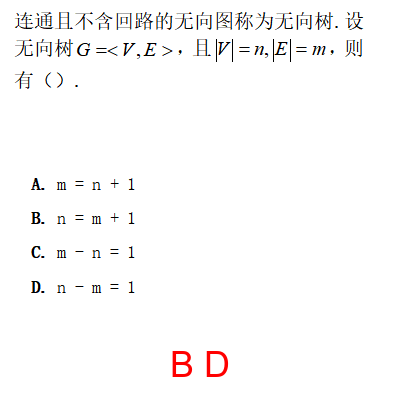 连通且不含回路的无向图称为无向树. 设
无向树 G =< V, E >，且 |V| = n, |E| = m，则
有（）.
A. m = n + 1
B. n = m + 1
C. m - n = 1
D. n - m = 1
B D